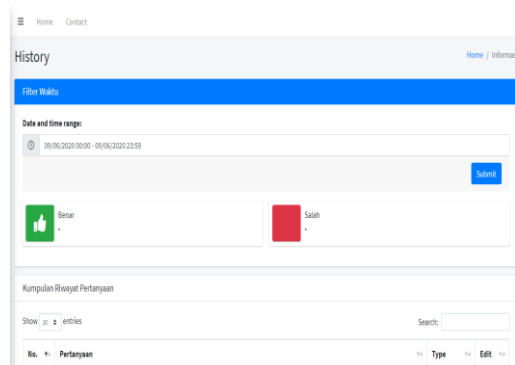 Home Contact
History
Home / Informas
Filter Waktu
Date and time range:
09/06/2020 00:00 - 09/06/2020 23:59
Submit
Benar
-
Salah
-
Kumpulan Riwayat Pertanyaan
Show 10 entries
Search:
No. Pertanyaan Type Edit